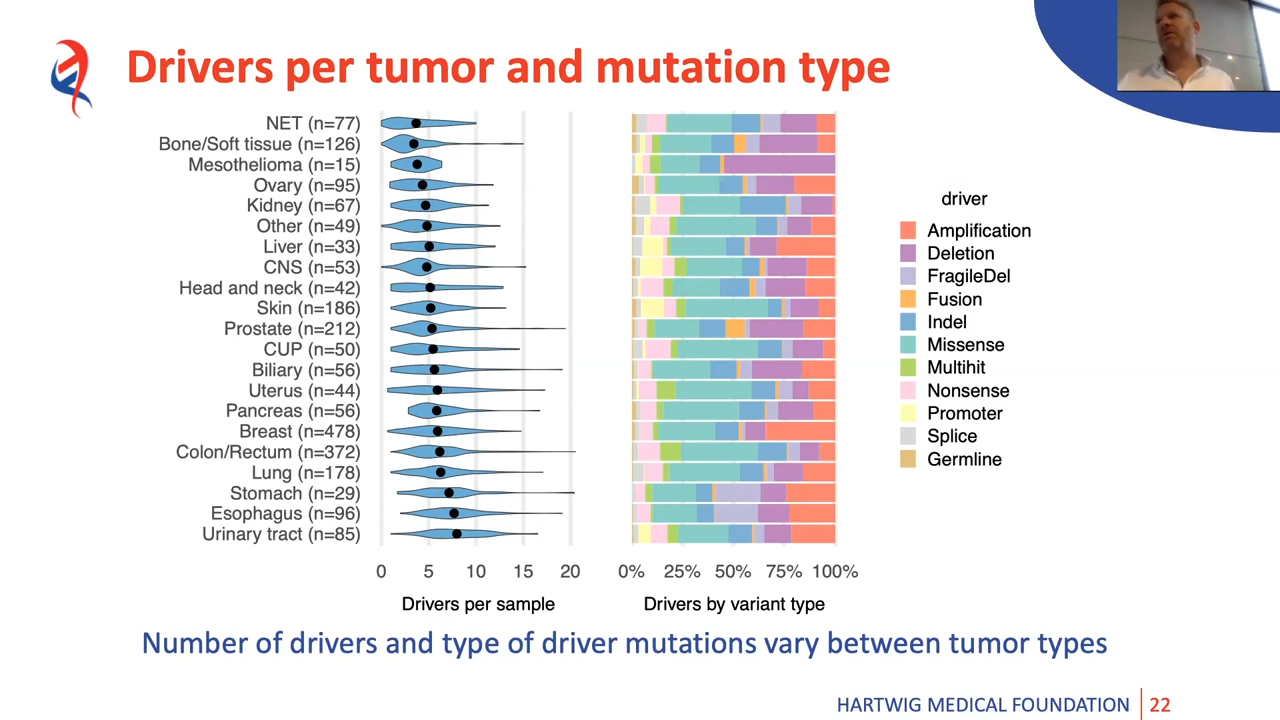 Drivers per tumor and mutation type
NET (n=77)
Bone/Soft tissue (n=126)
Mesothelioma (n=15)
Ovary (n=95)
Kidney (n=67)
Other (n=49)
Liver (n=33)
CNS (n=53)
Head and neck (n=42)
Skin (n=186)
Prostate (n=212)
CUP (n=50)
Biliary (n=56)
Uterus (n=44)
Pancreas (n=56)
Breast (n=478)
Colon/Rectum (n=372)
Lung (n=178)
Stomach (n=29)
Esophagus (n=96)
Urinary tract (n=85)
0 5 10 15 20
Drivers per sample
0% 25% 50% 75% 100%
Drivers by variant type
driver
Amplification
Deletion
FragileDel
Fusion
Indel
Missense
Multihit
Nonsense
Promoter
Splice
Germline
Number of drivers and type of driver mutations vary between tumor types
HARTWIG MEDICAL FOUNDATION 22